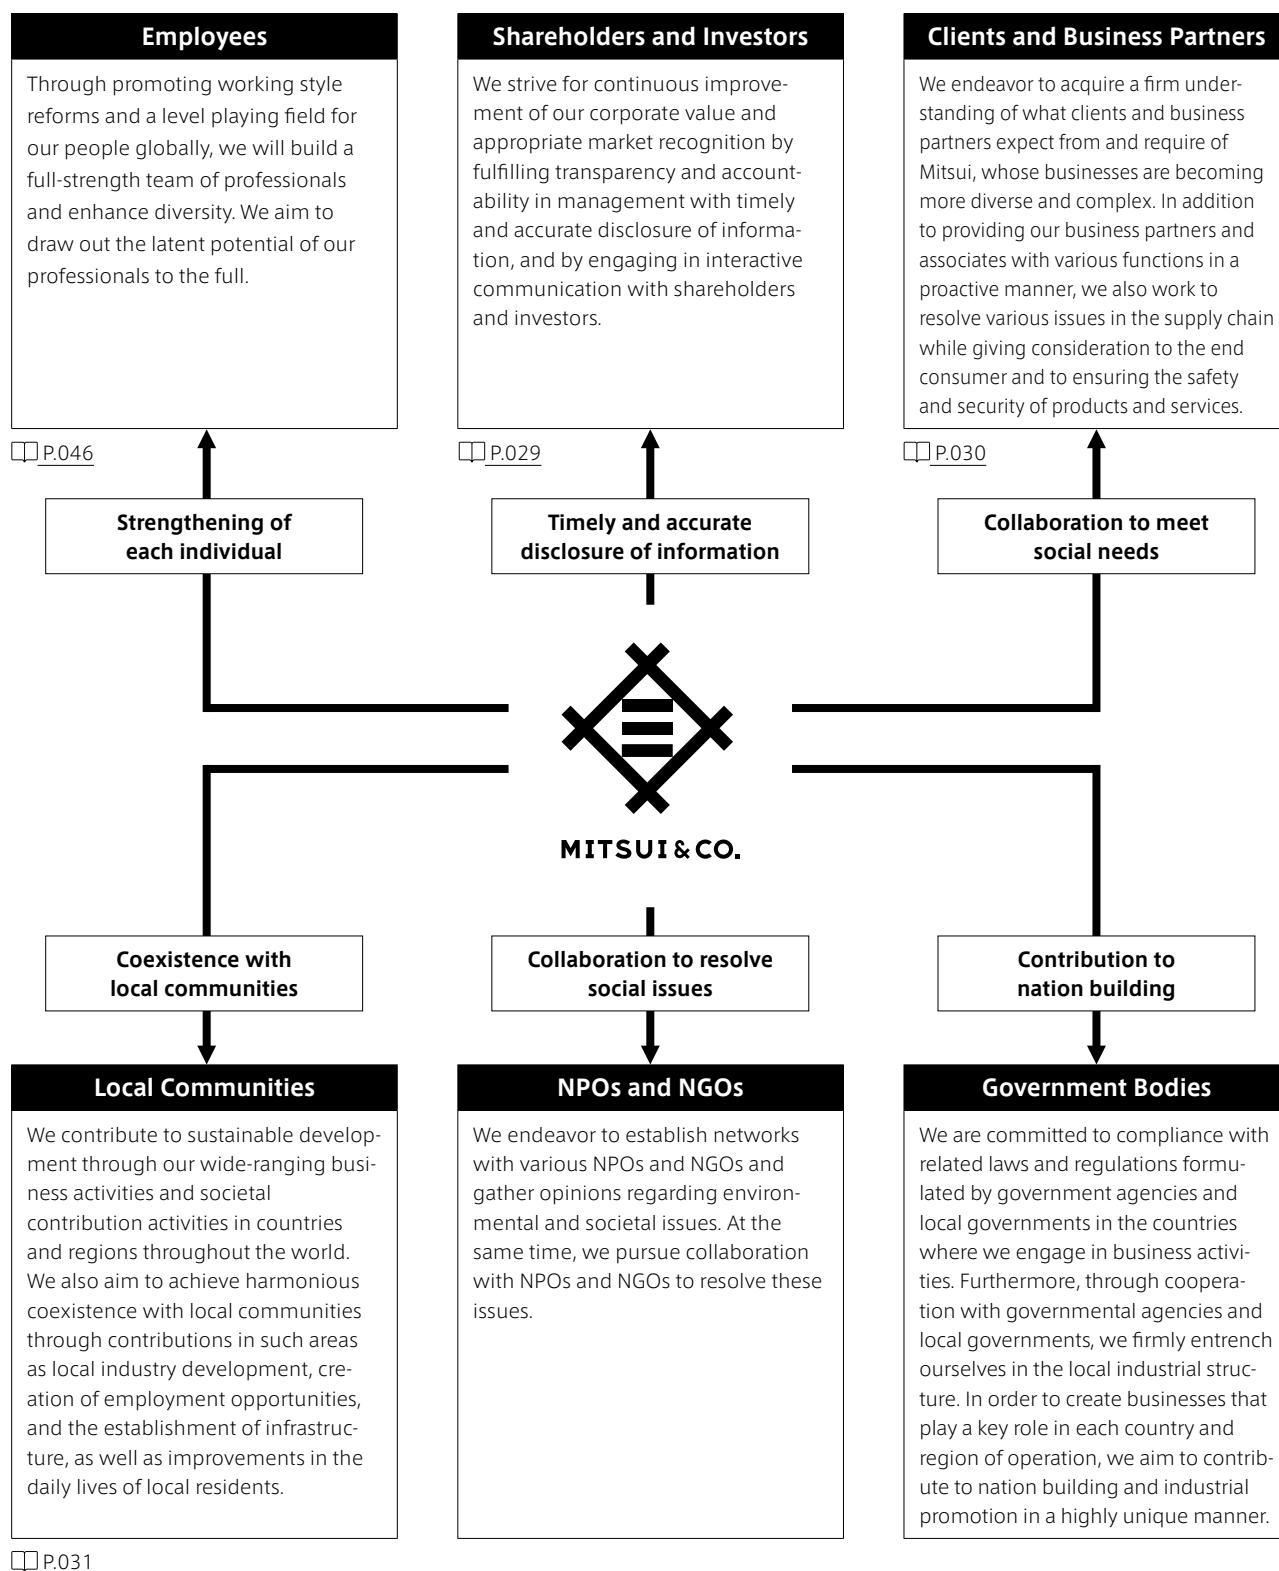 Employees
Through promoting working style
reforms and a level playing field for
our people globally, we will build a
full-strength team of professionals
and enhance diversity. We aim to
draw out the latent potential of our
professionals to the full.
P.046
Shareholders and Investors
We strive for continuous improve-
ment of our corporate value and
appropriate market recognition by
fulfilling transparency and account-
ability in management with timely
and accurate disclosure of informa-
tion, and by engaging in interactive
communication with shareholders
and investors.
P.029
Clients and Business Partners
We endeavor to acquire a firm under-
standing of what clients and business
partners expect from and require of
Mitsui, whose businesses are becoming
more diverse and complex. In addition
to providing our business partners and
associates with various functions in a
proactive manner, we also work to
resolve various issues in the supply chain
while giving consideration to the end
consumer and to ensuring the safety
and security of products and services.
P.030
Strengthening of
each individual
Timely and accurate
disclosure of information
Collaboration to meet
social needs
MITSUI & CO.
Coexistence with
local communities
Collaboration to resolve
social issues
Contribution to
nation building
Local Communities
We contribute to sustainable develop-
ment through our wide-ranging busi-
ness activities and societal
contribution activities in countries
and regions throughout the world.
We also aim to achieve harmonious
coexistence with local communities
through contributions in such areas
as local industry development, cre-
ation of employment opportunities,
and the establishment of infrastruc-
ture, as well as improvements in the
daily lives of local residents.
P.031
NPOs and NGOs
We endeavor to establish networks
with various NPOs and NGOs and
gather opinions regarding environ-
mental and societal issues. At the
same time, we pursue collaboration
with NPOs and NGOs to resolve these
issues.
Government Bodies
We are committed to compliance with
related laws and regulations formu-
lated by government agencies and
local governments in the countries
where we engage in business activi-
ties. Furthermore, through coopera-
tion with governmental agencies and
local governments, we firmly entrench
ourselves in the local industrial struc-
ture. In order to create businesses that
play a key role in each country and
region of operation, we aim to contrib-
ute to nation building and industrial
promotion in a highly unique manner.